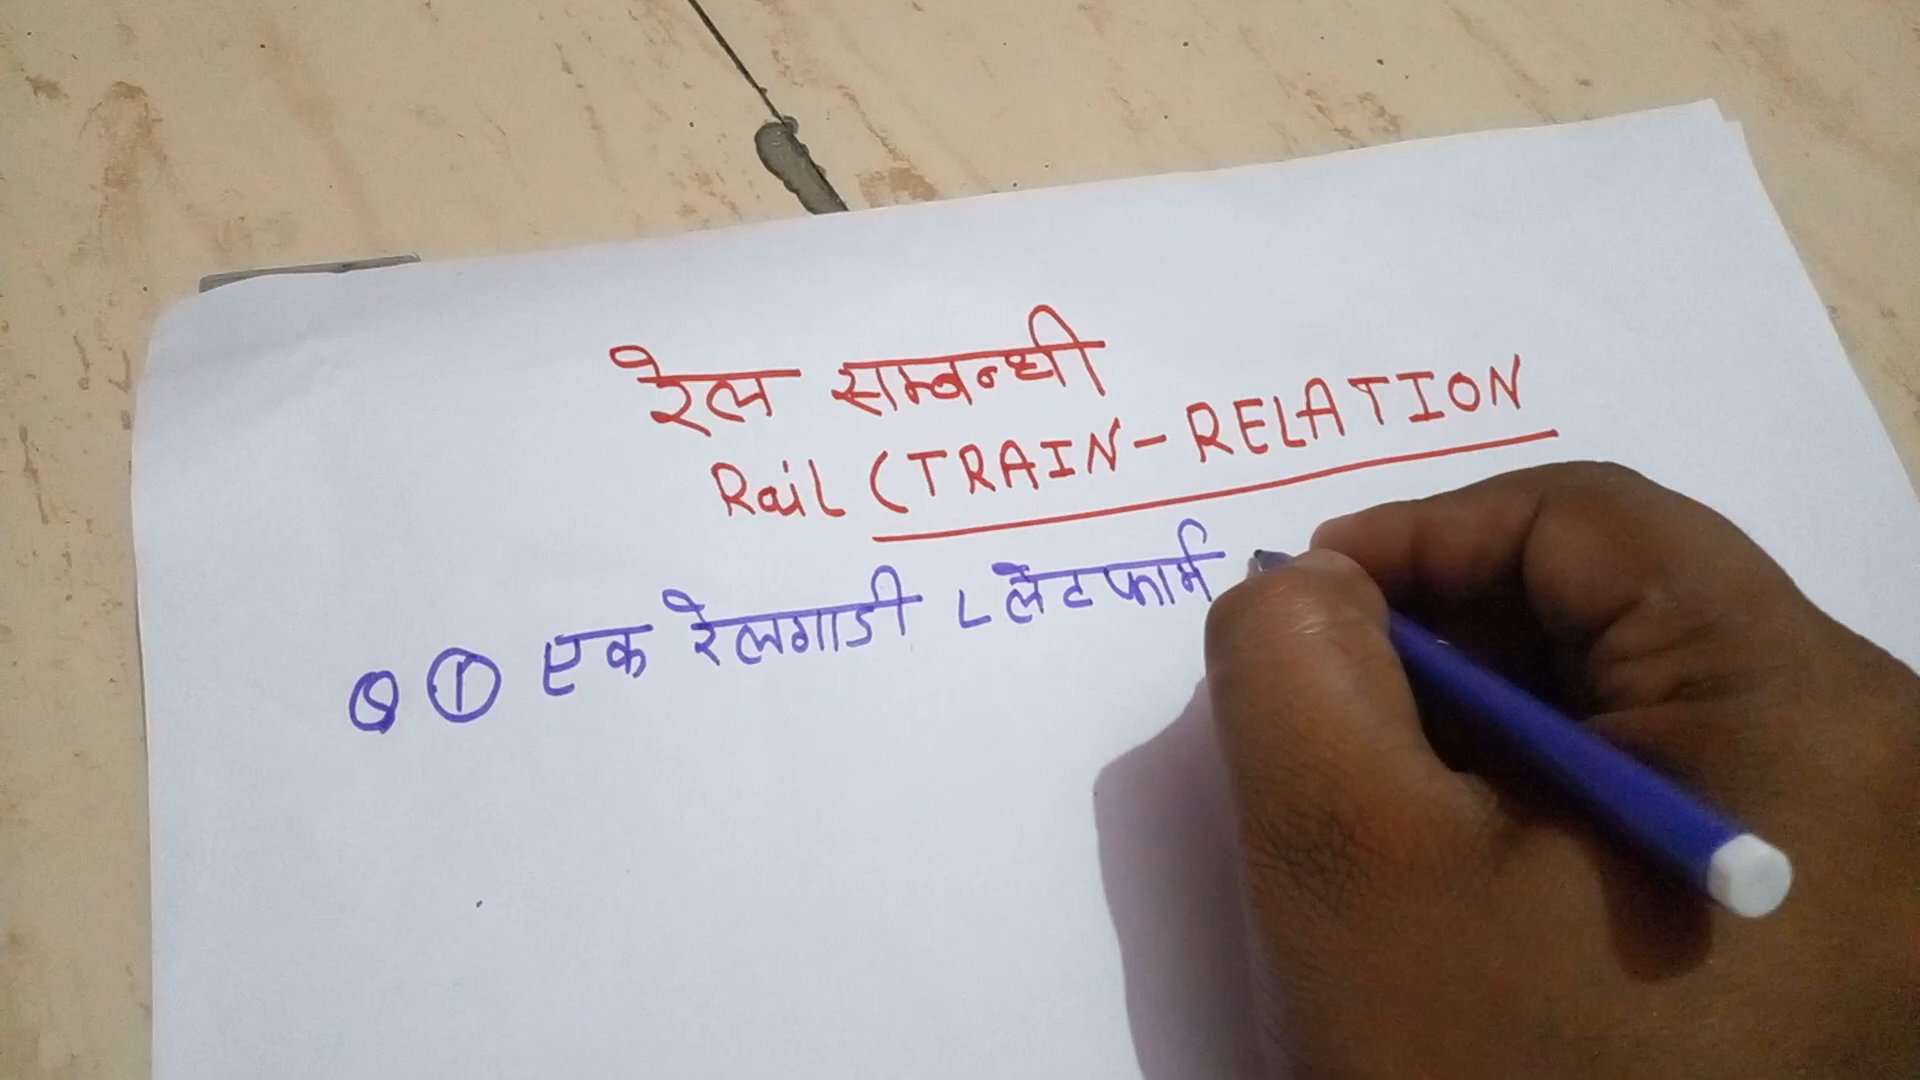 रेल सम्बन्धी
Rail (TRAIN-RELATION
Q ① एक रेलगाडी प्लेटफार्म